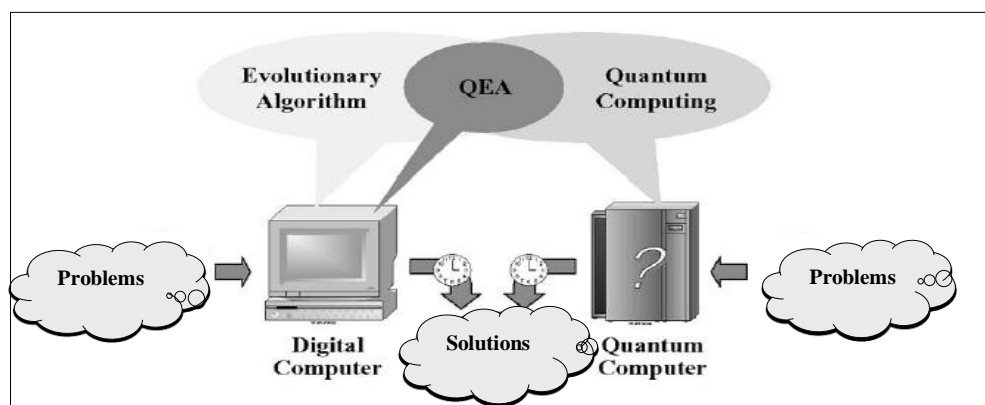 Evolutionary
Algorithm
QEA
Quantum
Computing
Problems
?
Problems
Solutions
Digital
Computer
Quantum
Computer